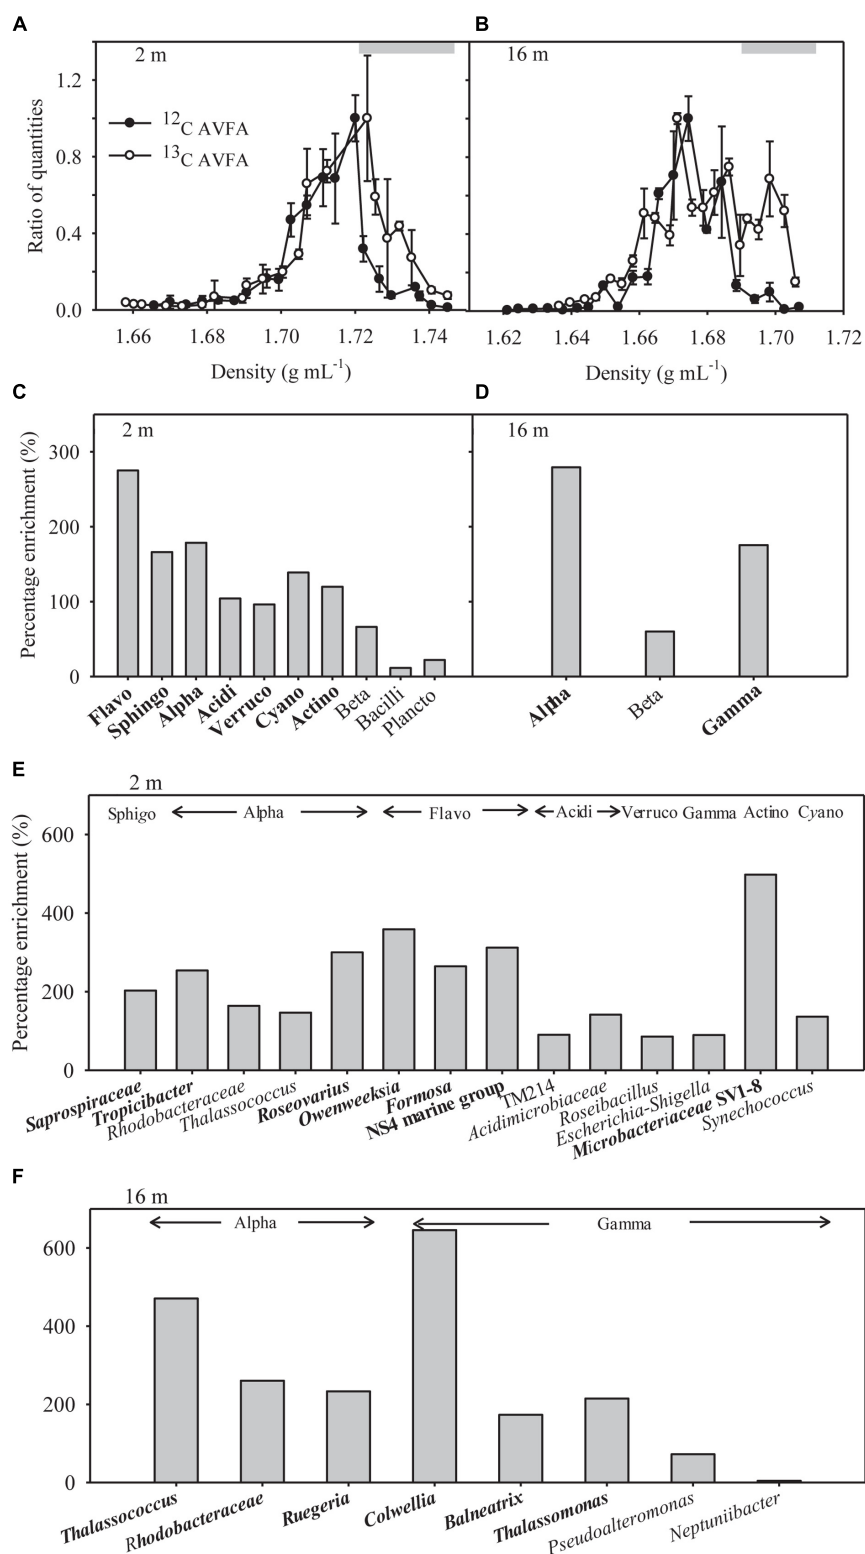 A
B
2 m
16 m
1.2
0.8
0.4
0.0
Ratio of quantities
12C AVFA
13C AVFA
1.66 1.68 1.70 1.72 1.74
1.62 1.64 1.66 1.68 1.70 1.72
Density (g mL-1)
Density (g mL-1)
C
D
2 m
16 m
300
200
100
0
Percentage enrichment (%)
Flavo
Sphingo
Alpha
Acidi
Verruco
Cyano
Actino
Beta
Bacilli
Plancto
Alpha
Beta
Gamma
E
2 m
Sphigo Alpha Flavo Acidi Verruco Gamma Actino Cyano
600
400
200
0
Percentage enrichment (%)
Saprospiraceae
Tropicibacter
Rhodobacteraceae
Thalassococcus
Roseovarius
Owenweeksia
Formosa
NS4 marine group
TM214
Acidimicrobiaceae
Roseibacillus
Escherichia-Shigella
Microbacteriaceae SV1-8
Synechococcus
F
16 m
Alpha Gamma
600
400
200
0
Thalassococcus
Rhodobacteraceae
Ruegeria
Colwellia
Balneatrix
Thalassomonas
Pseudoalteromonas
Neptuniibacter